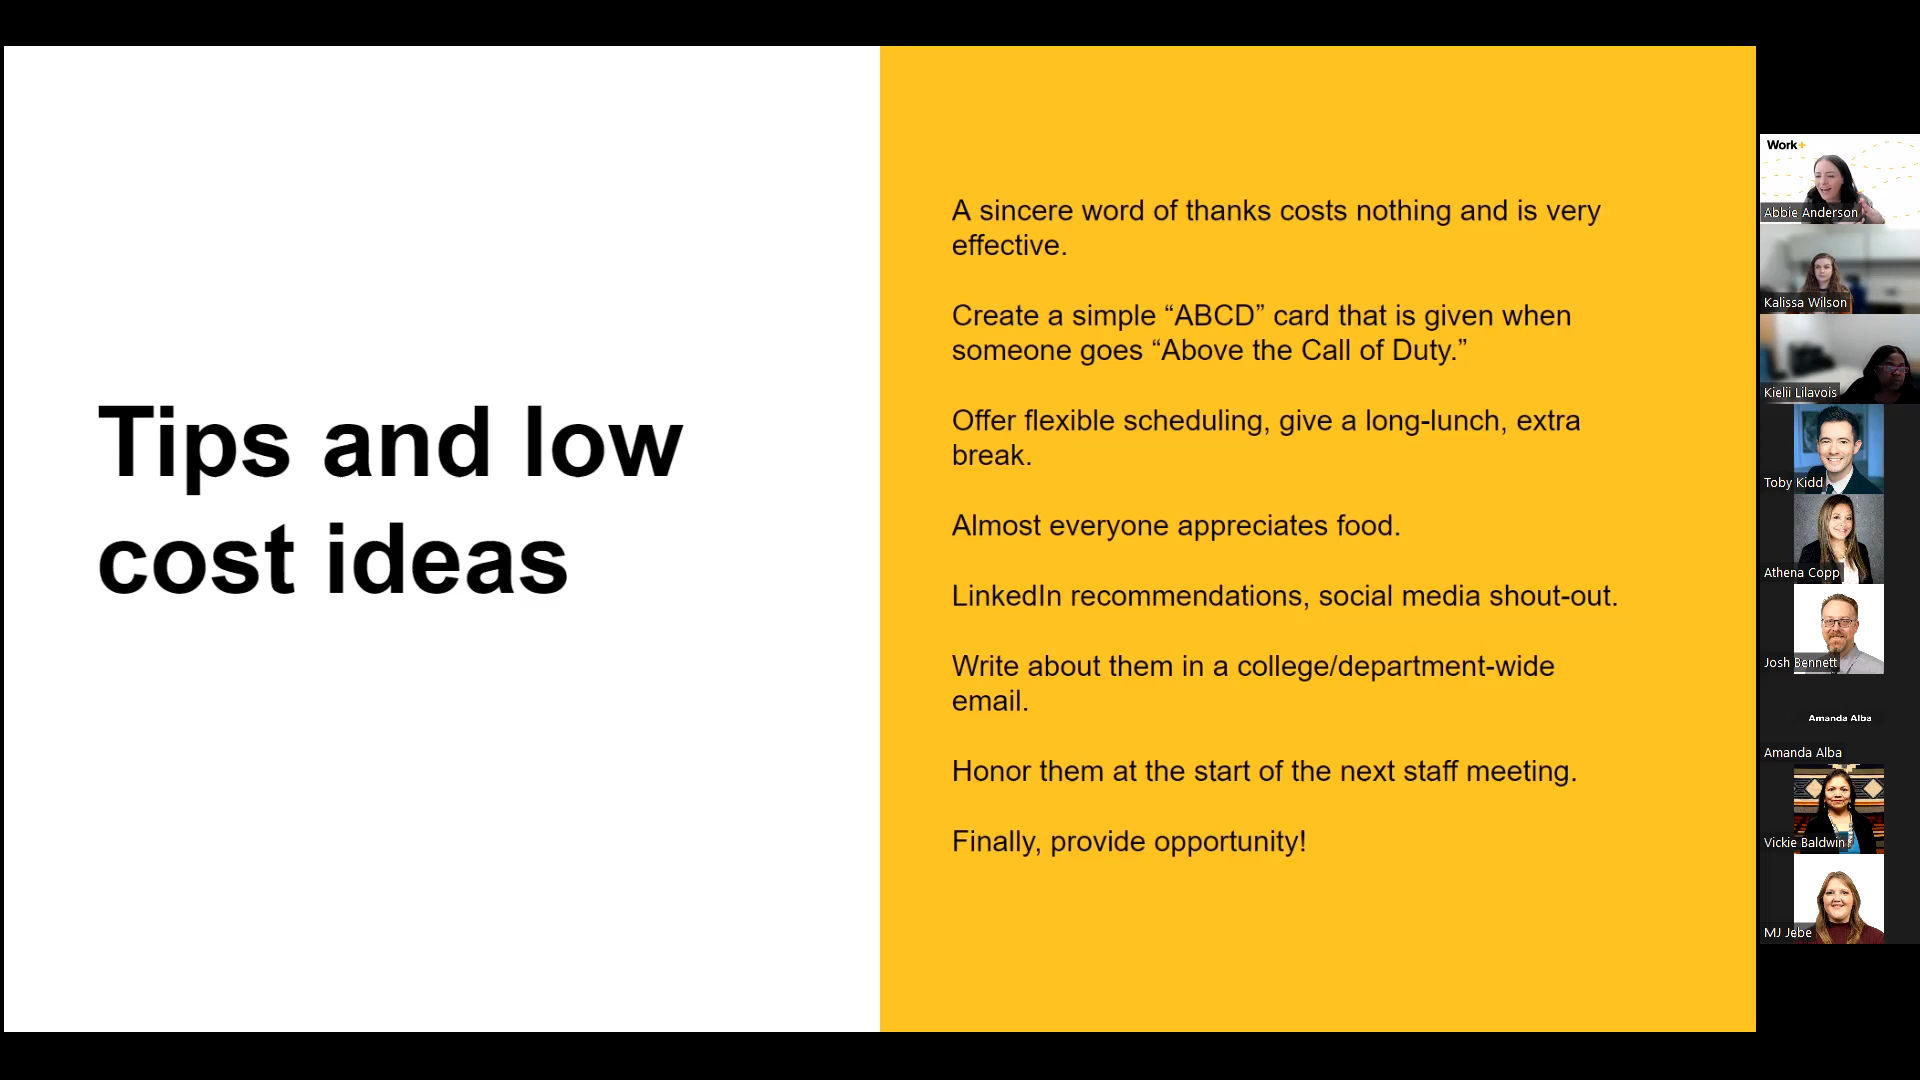 Tips and low
cost ideas
A sincere word of thanks costs nothing and is very
effective.
Create a simple “ABCD” card that is given when
someone goes “Above the Call of Duty.”
Offer flexible scheduling, give a long-lunch, extra
break.
Almost everyone appreciates food.
LinkedIn recommendations, social media shout-out.
Write about them in a college/department-wide
email.
Honor them at the start of the next staff meeting.
Finally, provide opportunity!
Work+
Abbie Anderson
Kalissa Wilson
Kielii Lilavois
Toby Kidd
Athena Copp
Josh Bennett
Amanda Alba
Amanda Alba
Vickie Baldwin
MJ Jebe